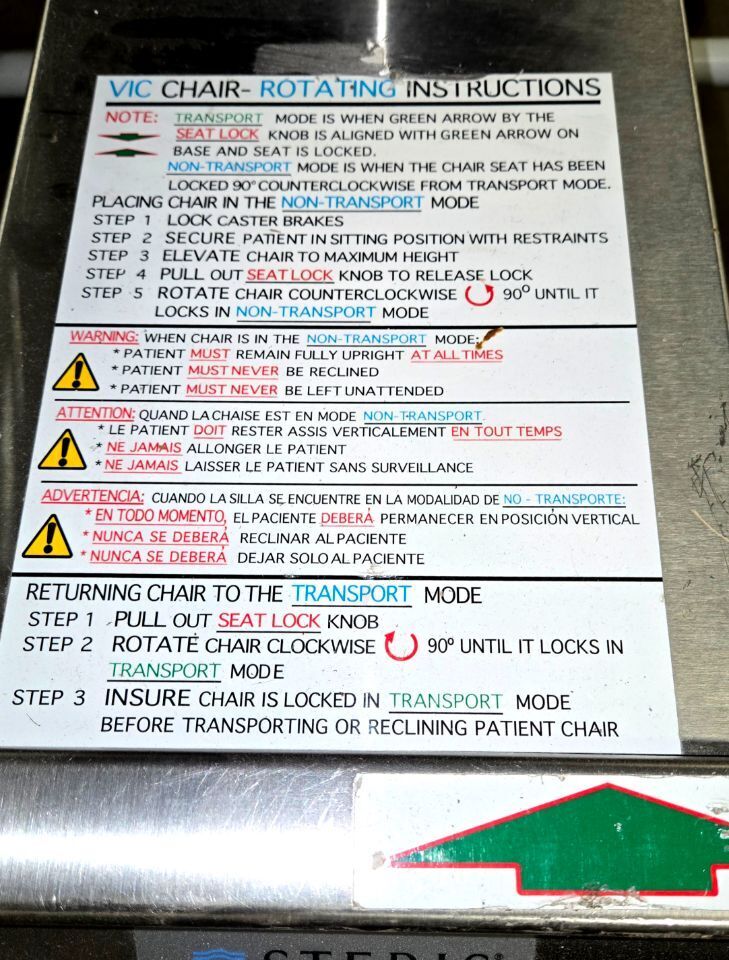 VIC CHAIR- ROTATING INSTRUCTIONS
NOTE: TRANSPORT MODE IS WHEN GREEN ARROW BY THE
SEAT LOCK KNOB IS ALIGNED WITH GREEN ARROW ON
BASE AND SEAT IS LOCKED.
NON-TRANSPORT MODE IS WHEN THE CHAIR SEAT HAS BEEN
LOCKED 90° COUNTERCLOCKWISE FROM TRANSPORT MODE.
PLACING CHAIR IN THE NON-TRANSPORT MODE
STEP 1 LOCK CASTER BRAKES
STEP 2 SECURE PATIENT IN SITTING POSITION WITH RESTRAINTS
STEP 3 ELEVATE CHAIR TO MAXIMUM HEIGHT
STEP 4 PULL OUT SEAT LOCK KNOB TO RELEASE LOCK
STEP 5 ROTATE CHAIR COUNTERCLOCKWISE 90° UNTIL IT
LOCKS IN NON-TRANSPORT MODE
WARNING: WHEN CHAIR IS IN THE NON-TRANSPORT MODE:
* PATIENT MUST REMAIN FULLY UPRIGHT AT ALL TIMES
* PATIENT MUST NEVER BE RECLINED
* PATIENT MUST NEVER BE LEFT UNATTENDED
ATTENTION: QUAND LA CHAISE EST EN MODE NON-TRANSPORT
* LE PATIENT DOIT RESTER ASSIS VERTICALEMENT EN TOUT TEMPS
* NE JAMAIS ALLONGER LE PATIENT
* NE JAMAIS LAISSER LE PATIENT SANS SURVEILLANCE
ADVERTENCIA: CUANDO LA SILLA SE ENCUENTRE EN LA MODALIDAD DE NO - TRANSPORTE:
* EN TODO MOMENTO, EL PACIENTE DEBERÁ PERMANECER EN POSICIÓN VERTICAL
* NUNCA SE DEBERÁ RECLINAR AL PACIENTE
* NUNCA SE DEBERÁ DEJAR SOLO AL PACIENTE
RETURNING CHAIR TO THE TRANSPORT MODE
STEP 1 PULL OUT SEAT LOCK KNOB
STEP 2 ROTATE CHAIR CLOCKWISE 90° UNTIL IT LOCKS IN
TRANSPORT MODE
STEP 3 INSURE CHAIR IS LOCKED IN TRANSPORT MODE
BEFORE TRANSPORTING OR RECLINING PATIENT CHAIR